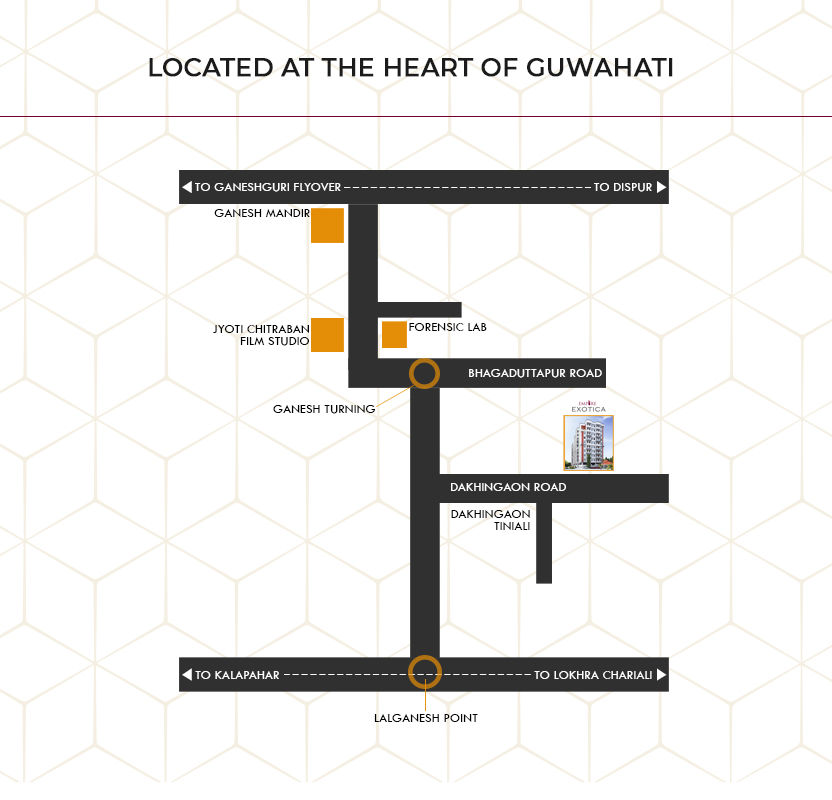 LOCATED AT THE HEART OF GUWAHATI
TO GANESHGURI FLYOVER
TO DISPUR
GANESH MANDIR
JYOTI CHITRABAN
FILM STUDIO
FORENSIC LAB
BHAGADUTTAPUR ROAD
GANESH TURNING
EMPIRE
EXOTICA
DAKHINGAON ROAD
DAKHINGAON
TINIALI
TO KALAPAHAR
TO LOKHRA CHARIALI
LALGANESH POINT